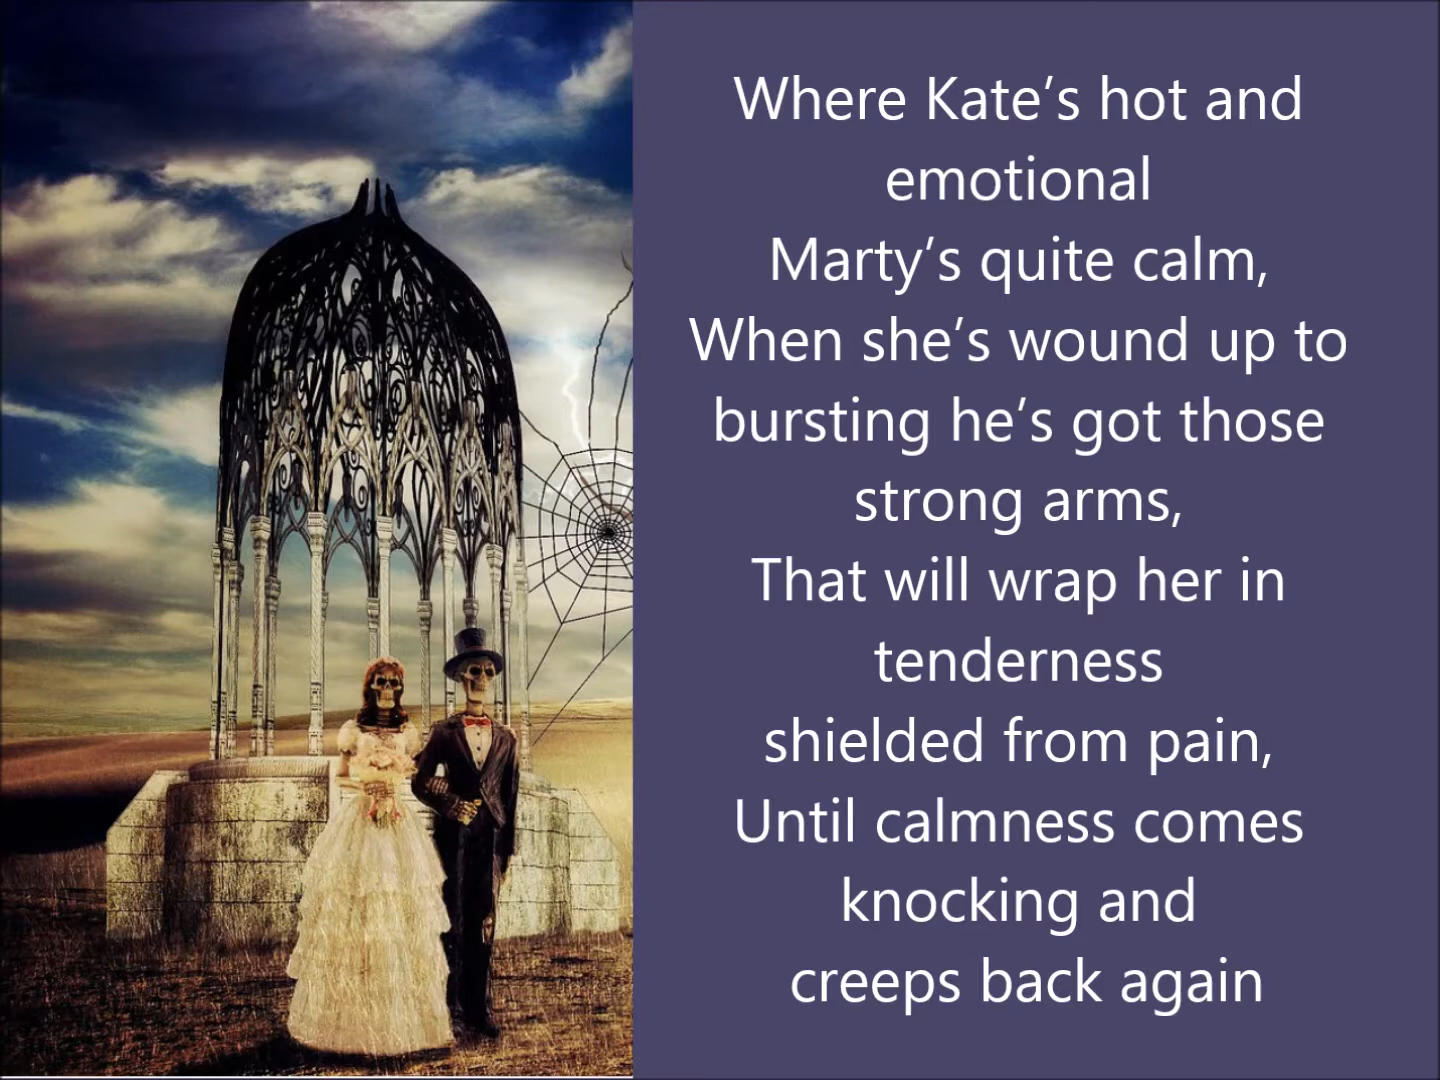 Where Kate’s hot and
emotional
Marty’s quite calm,
When she’s wound up to
bursting he’s got those
strong arms,
That will wrap her in
tenderness
shielded from pain,
Until calmness comes
knocking and
creeps back again